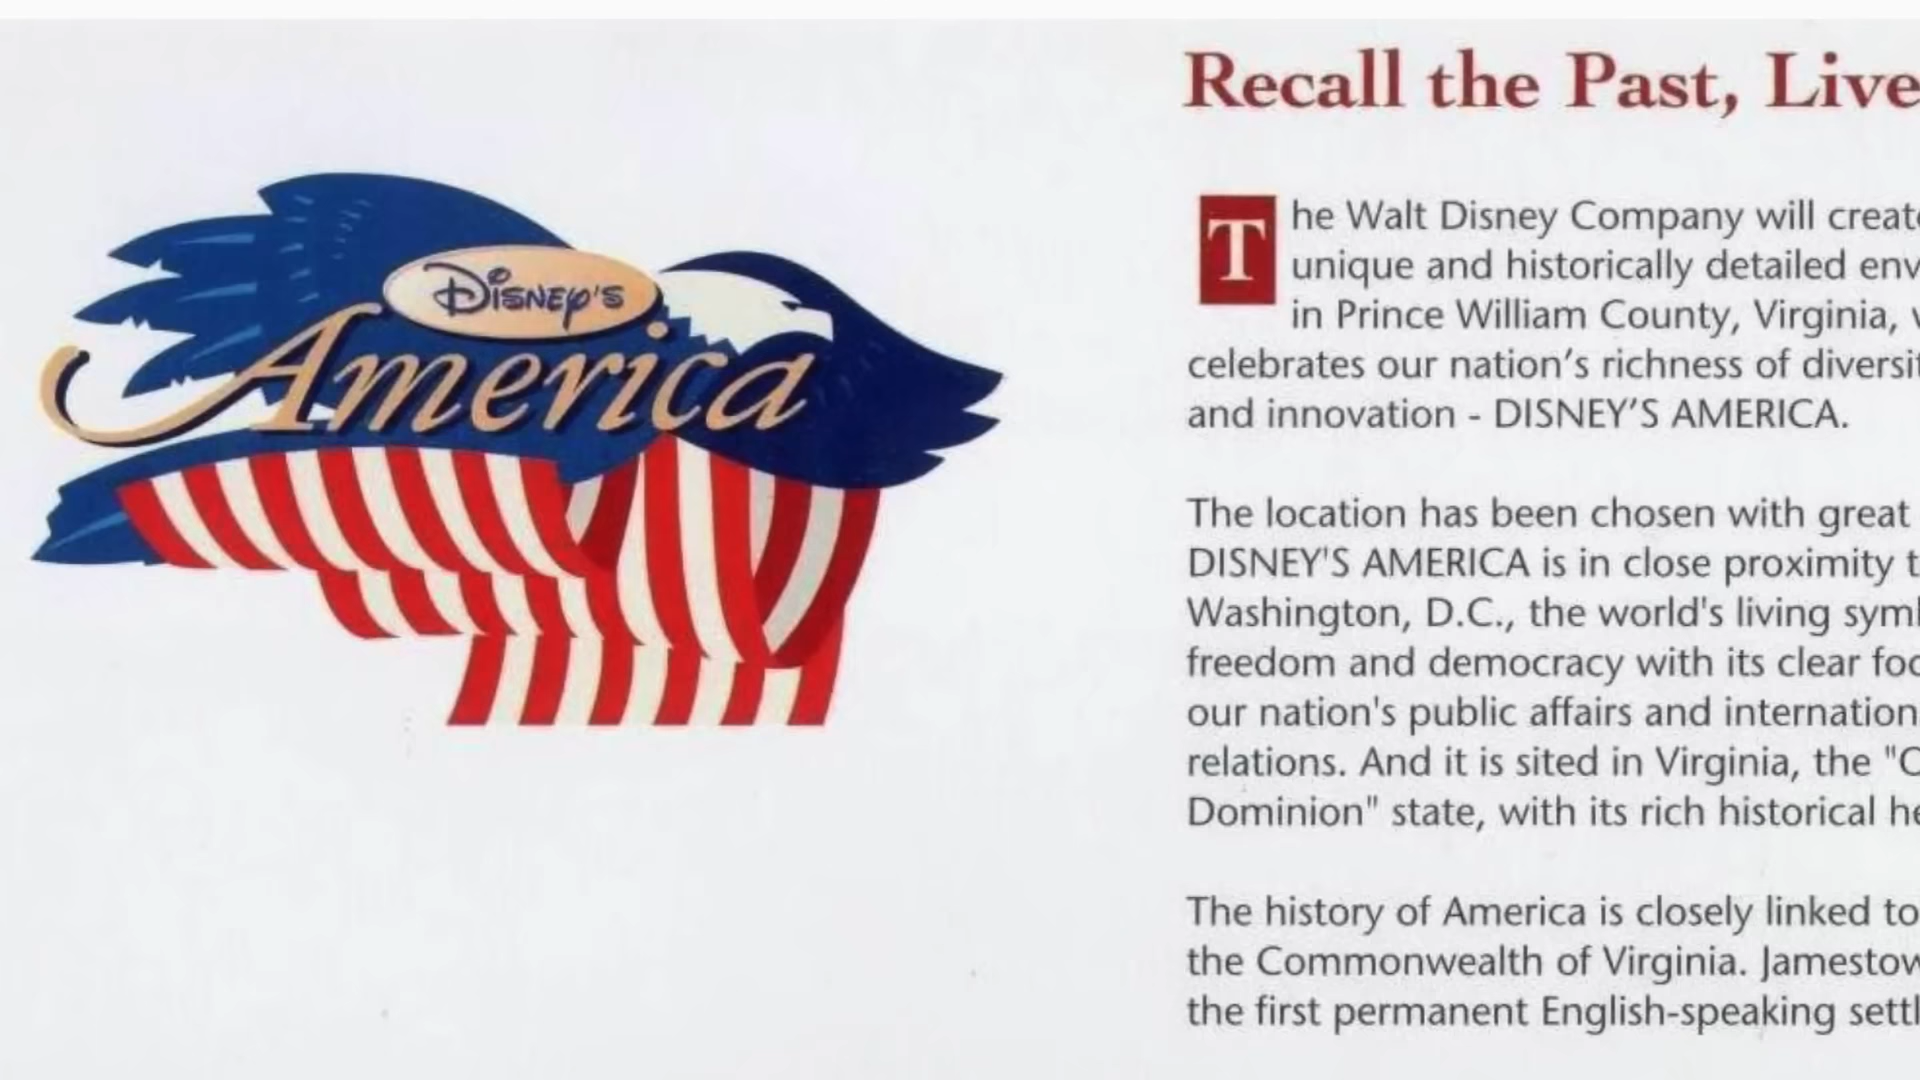 Disney's
America
Recall the Past, Live
The Walt Disney Company will create
unique and historically detailed env
in Prince William County, Virginia, w
celebrates our nation’s richness of diversit
and innovation - DISNEY’S AMERICA.
The location has been chosen with great
DISNEY'S AMERICA is in close proximity t
Washington, D.C., the world's living sym
freedom and democracy with its clear foc
our nation's public affairs and internation
relations. And it is sited in Virginia, the "O
Dominion" state, with its rich historical he
The history of America is closely linked to
the Commonwealth of Virginia. Jamestow
the first permanent English-speaking settl